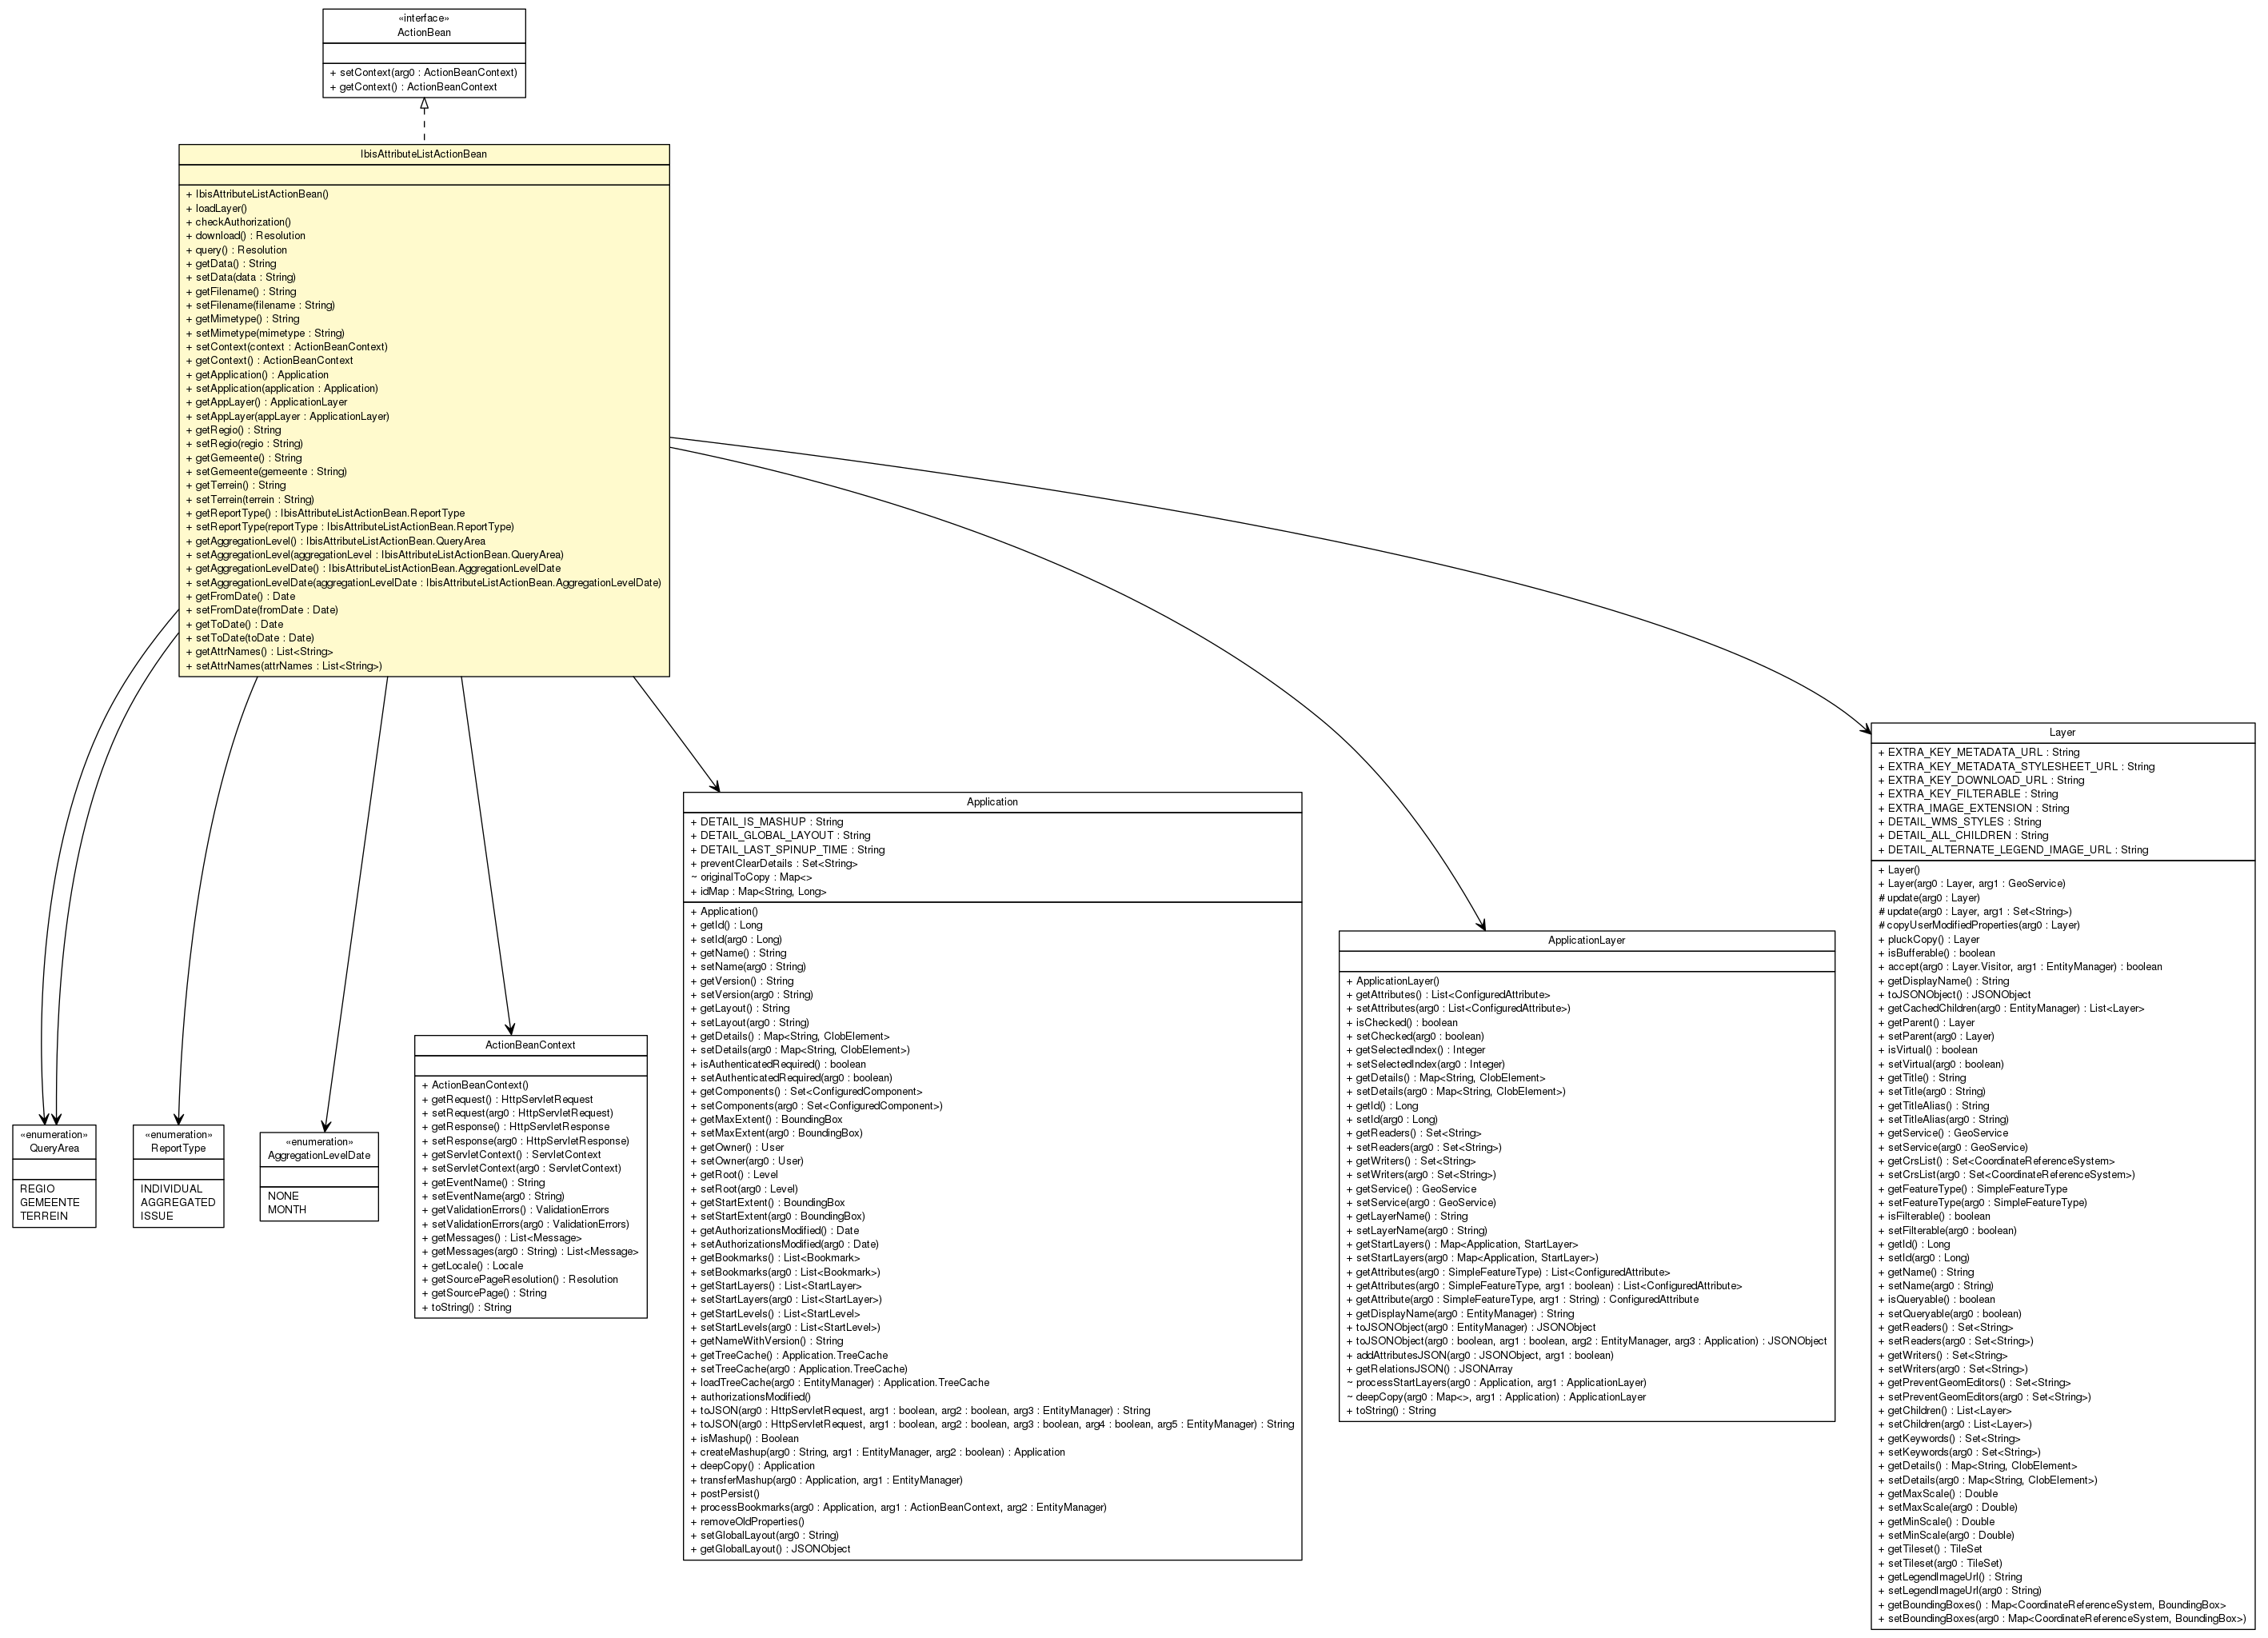 «interface»
ActionBean
+ setContext(arg0 : ActionBeanContext)
+ getContext() : ActionBeanContext
IbisAttributeListActionBean
+ IbisAttributeListActionBean()
+ loadLayer()
+ checkAuthorization()
+ download() : Resolution
+ query() : Resolution
+ getData() : String
+ setData(data : String)
+ getFilename() : String
+ setFilename(filename : String)
+ getMimetype() : String
+ setMimetype(mimetype : String)
+ setContext(context : ActionBeanContext)
+ getContext() : ActionBeanContext
+ getApplication() : Application
+ setApplication(application : Application)
+ getAppLayer() : ApplicationLayer
+ setAppLayer(appLayer : ApplicationLayer)
+ getRegio() : String
+ setRegio(regio : String)
+ getGemeente() : String
+ setGemeente(gemeente : String)
+ getTerrein() : String
+ setTerrein(terrein : String)
+ getReportType() : IbisAttributeListActionBean.ReportType
+ setReportType(reportType : IbisAttributeListActionBean.ReportType)
+ getAggregationLevel() : IbisAttributeListActionBean.QueryArea
+ setAggregationLevel(aggregationLevel : IbisAttributeListActionBean.QueryArea)
+ getAggregationLevelDate() : IbisAttributeListActionBean.AggregationLevelDate
+ setAggregationLevelDate(aggregationLevelDate : IbisAttributeListActionBean.AggregationLevelDate)
+ getFromDate() : Date
+ setFromDate(fromDate : Date)
+ getToDate() : Date
+ setToDate(toDate : Date)
+ getAttrNames() : List<String>
+ setAttrNames(attrNames : List<String>)
«enumeration»
QueryArea
REGIO
GEMEENTE
TERREIN
«enumeration»
ReportType
INDIVIDUAL
AGGREGATED
ISSUE
«enumeration»
AggregationLevelDate
NONE
MONTH
ActionBeanContext
+ ActionBeanContext()
+ getRequest() : HttpServletRequest
+ setRequest(arg0 : HttpServletRequest)
+ getResponse() : HttpServletResponse
+ setResponse(arg0 : HttpServletResponse)
+ getServletContext() : ServletContext
+ setServletContext(arg0 : ServletContext)
+ getEventName() : String
+ setEventName(arg0 : String)
+ getValidationErrors() : ValidationErrors
+ setValidationErrors(arg0 : ValidationErrors)
+ getMessages() : List<Message>
+ getMessages(arg0 : String) : List<Message>
+ getLocale() : Locale
+ getSourcePageResolution() : Resolution
+ getSourcePage() : String
+ toString() : String
Application
+ DETAIL_IS_MASHUP : String
+ DETAIL_GLOBAL_LAYOUT : String
+ DETAIL_LAST_SPINUP_TIME : String
+ preventClearDetails : Set<String>
~ originalToCopy : Map<>
+ idMap : Map<String, Long>
+ Application()
+ getId() : Long
+ setId(arg0 : Long)
+ getName() : String
+ setName(arg0 : String)
+ getVersion() : String
+ setVersion(arg0 : String)
+ getLayout() : String
+ setLayout(arg0 : String)
+ getDetails() : Map<String, ClobElement>
+ setDetails(arg0 : Map<String, ClobElement>)
+ isAuthenticatedRequired() : boolean
+ setAuthenticatedRequired(arg0 : boolean)
+ getComponents() : Set<ConfiguredComponent>
+ setComponents(arg0 : Set<ConfiguredComponent>)
+ getMaxExtent() : BoundingBox
+ setMaxExtent(arg0 : BoundingBox)
+ getOwner() : User
+ setOwner(arg0 : User)
+ getRoot() : Level
+ setRoot(arg0 : Level)
+ getStartExtent() : BoundingBox
+ setStartExtent(arg0 : BoundingBox)
+ getAuthorizationsModified() : Date
+ setAuthorizationsModified(arg0 : Date)
+ getBookmarks() : List<Bookmark>
+ setBookmarks(arg0 : List<Bookmark>)
+ getStartLayers() : List<StartLayer>
+ setStartLayers(arg0 : List<StartLayer>)
+ getStartLevels() : List<StartLevel>
+ setStartLevels(arg0 : List<StartLevel>)
+ getNameWithVersion() : String
+ getTreeCache() : Application.TreeCache
+ setTreeCache(arg0 : Application.TreeCache)
+ loadTreeCache(arg0 : EntityManager) : Application.TreeCache
+ authorizationsModified()
+ toJSON(arg0 : HttpServletRequest, arg1 : boolean, arg2 : boolean, arg3 : EntityManager) : String
+ toJSON(arg0 : HttpServletRequest, arg1 : boolean, arg2 : boolean, arg3 : boolean, arg4 : boolean, arg5 : EntityManager) : String
+ isMashup() : Boolean
+ createMashup(arg0 : String, arg1 : EntityManager, arg2 : boolean) : Application
+ deepCopy() : Application
+ transferMashup(arg0 : Application, arg1 : EntityManager)
+ postPersist()
+ processBookmarks(arg0 : Application, arg1 : ActionBeanContext, arg2 : EntityManager)
+ removeOldProperties()
+ setGlobalLayout(arg0 : String)
+ getGlobalLayout() : JSONObject
ApplicationLayer
+ ApplicationLayer()
+ getAttributes() : List<ConfiguredAttribute>
+ setAttributes(arg0 : List<ConfiguredAttribute>)
+ isChecked() : boolean
+ setChecked(arg0 : boolean)
+ getSelectedIndex() : Integer
+ setSelectedIndex(arg0 : Integer)
+ getDetails() : Map<String, ClobElement>
+ setDetails(arg0 : Map<String, ClobElement>)
+ getId() : Long
+ setId(arg0 : Long)
+ getReaders() : Set<String>
+ setReaders(arg0 : Set<String>)
+ getWriters() : Set<String>
+ setWriters(arg0 : Set<String>)
+ getService() : GeoService
+ setService(arg0 : GeoService)
+ getLayerName() : String
+ setLayerName(arg0 : String)
+ getStartLayers() : Map<Application, StartLayer>
+ setStartLayers(arg0 : Map<Application, StartLayer>)
+ getAttributes(arg0 : SimpleFeatureType) : List<ConfiguredAttribute>
+ getAttributes(arg0 : SimpleFeatureType, arg1 : boolean) : List<ConfiguredAttribute>
+ getAttribute(arg0 : SimpleFeatureType, arg1 : String) : ConfiguredAttribute
+ getDisplayName(arg0 : EntityManager) : String
+ toJSONObject(arg0 : EntityManager) : JSONObject
+ toJSONObject(arg0 : boolean, arg1 : boolean, arg2 : EntityManager, arg3 : Application) : JSONObject
+ addAttributesJSON(arg0 : JSONObject, arg1 : boolean)
+ getRelationsJSON() : JSONArray
~ processStartLayers(arg0 : Application, arg1 : ApplicationLayer)
~ deepCopy(arg0 : Map<>, arg1 : Application) : ApplicationLayer
+ toString() : String
Layer
+ EXTRA_KEY_METADATA_URL : String
+ EXTRA_KEY_METADATA_STYLESHEET_URL : String
+ EXTRA_KEY_DOWNLOAD_URL : String
+ EXTRA_KEY_FILTERABLE : String
+ EXTRA_IMAGE_EXTENSION : String
+ DETAIL_WMS_STYLES : String
+ DETAIL_ALL_CHILDREN : String
+ DETAIL_ALTERNATE_LEGEND_IMAGE_URL : String
+ Layer()
+ Layer(arg0 : Layer, arg1 : GeoService)
# update(arg0 : Layer)
# update(arg0 : Layer, arg1 : Set<String>)
# copyUserModifiedProperties(arg0 : Layer)
+ pluckCopy() : Layer
+ isBufferable() : boolean
+ accept(arg0 : Layer.Visitor, arg1 : EntityManager) : boolean
+ getDisplayName() : String
+ toJSONObject() : JSONObject
+ getCachedChildren(arg0 : EntityManager) : List<Layer>
+ getParent() : Layer
+ setParent(arg0 : Layer)
+ isVirtual() : boolean
+ setVirtual(arg0 : boolean)
+ getTitle() : String
+ setTitle(arg0 : String)
+ getTitleAlias() : String
+ setTitleAlias(arg0 : String)
+ getService() : GeoService
+ setService(arg0 : GeoService)
+ getCrsList() : Set<CoordinateReferenceSystem>
+ setCrsList(arg0 : Set<CoordinateReferenceSystem>)
+ getFeatureType() : SimpleFeatureType
+ setFeatureType(arg0 : SimpleFeatureType)
+ isFilterable() : boolean
+ setFilterable(arg0 : boolean)
+ getId() : Long
+ setId(arg0 : Long)
+ getName() : String
+ setName(arg0 : String)
+ isQueryable() : boolean
+ setQueryable(arg0 : boolean)
+ getReaders() : Set<String>
+ setReaders(arg0 : Set<String>)
+ getWriters() : Set<String>
+ setWriters(arg0 : Set<String>)
+ getPreventGeomEditors() : Set<String>
+ setPreventGeomEditors(arg0 : Set<String>)
+ getChildren() : List<Layer>
+ setChildren(arg0 : List<Layer>)
+ getKeywords() : Set<String>
+ setKeywords(arg0 : Set<String>)
+ getDetails() : Map<String, ClobElement>
+ setDetails(arg0 : Map<String, ClobElement>)
+ getMaxScale() : Double
+ setMaxScale(arg0 : Double)
+ getMinScale() : Double
+ setMinScale(arg0 : Double)
+ getTileset() : TileSet
+ setTileset(arg0 : TileSet)
+ getLegendImageUrl() : String
+ setLegendImageUrl(arg0 : String)
+ getBoundingBoxes() : Map<CoordinateReferenceSystem, BoundingBox>
+ setBoundingBoxes(arg0 : Map<CoordinateReferenceSystem, BoundingBox>)